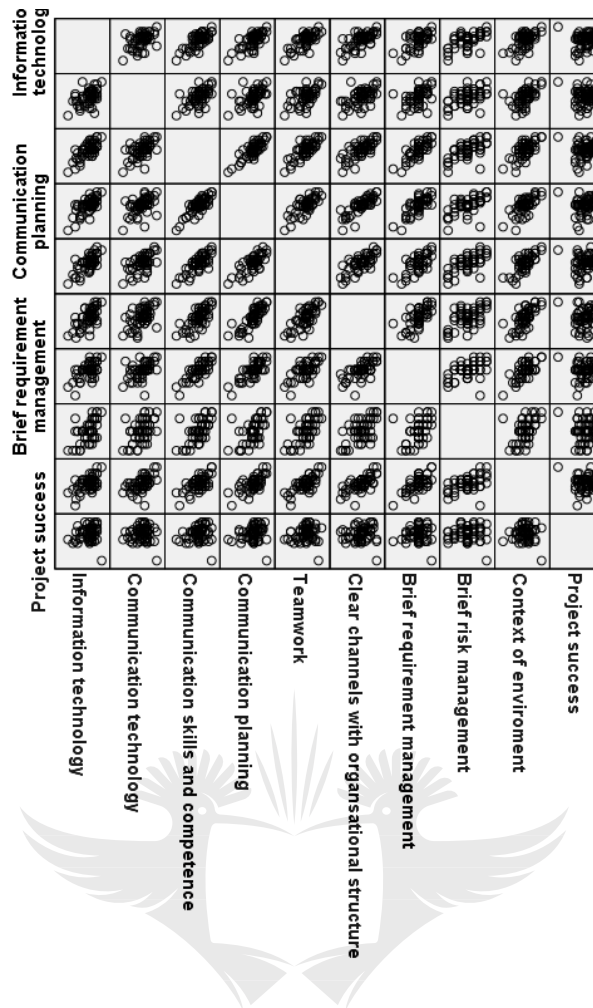 Informatio
technolog
Communication
planning
Brief requirement
management
Project success
Information technology
Communication technology
Communication skills and competence
Communication planning
Teamwork
Clear channels with organsational structure
Brief requirement management
Brief risk management
Context of enviroment
Project success